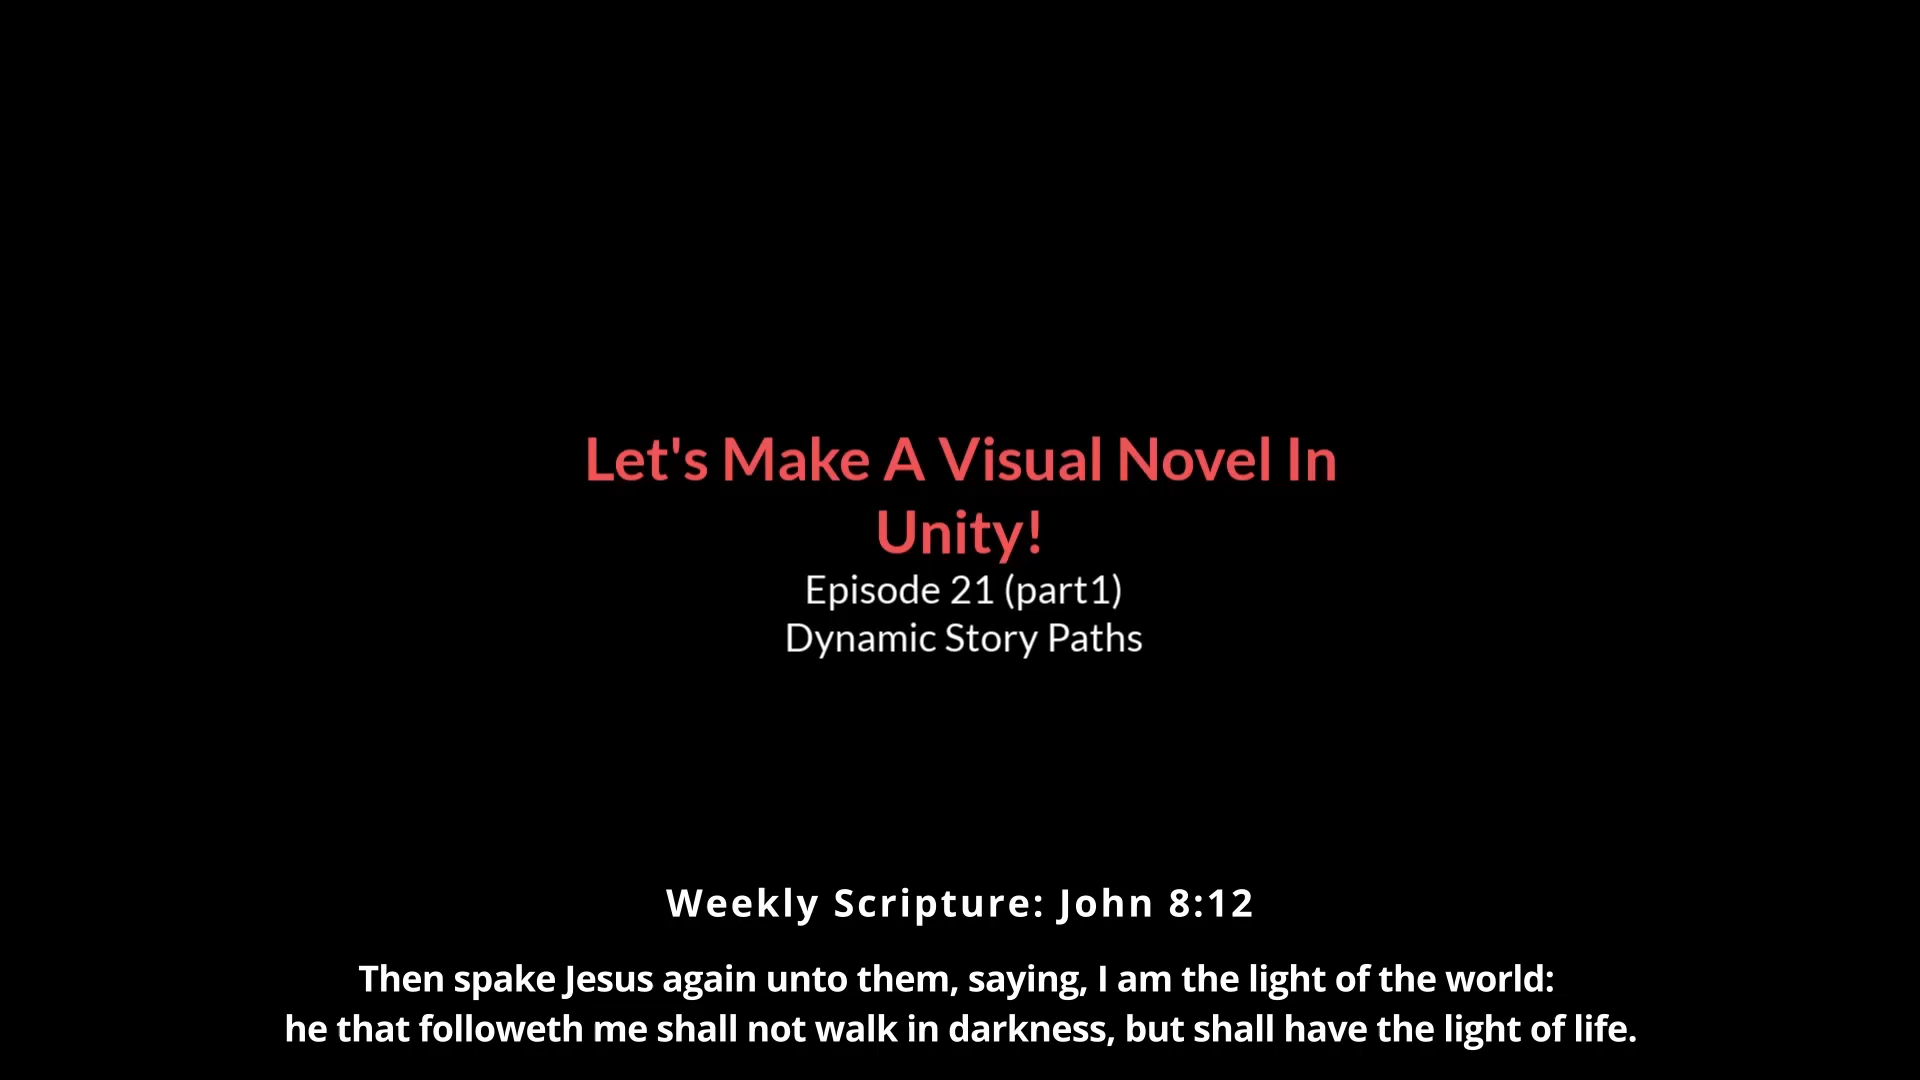 Let's Make A Visual Novel In
Unity!
Episode 21 (part1)
Dynamic Story Paths
Weekly Scripture: John 8:12
Then spake Jesus again unto them, saying, I am the light of the world:
he that followeth me shall not walk in darkness, but shall have the light of life.